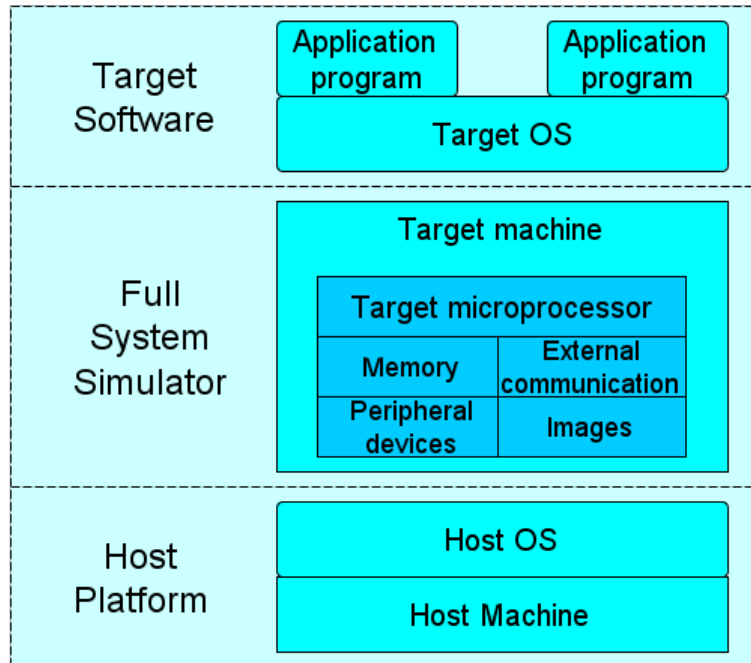 Target
Software
Application
program
Application
program
Target OS
Full
System
Simulator
Target machine
Target microprocessor
Memory
External
communication
Peripheral
devices
Images
Host
Platform
Host OS
Host Machine